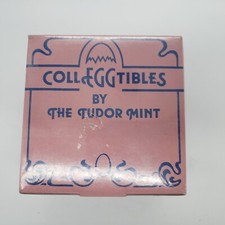 COLLEGGTIBLES
BY
THE TUDOR MINT